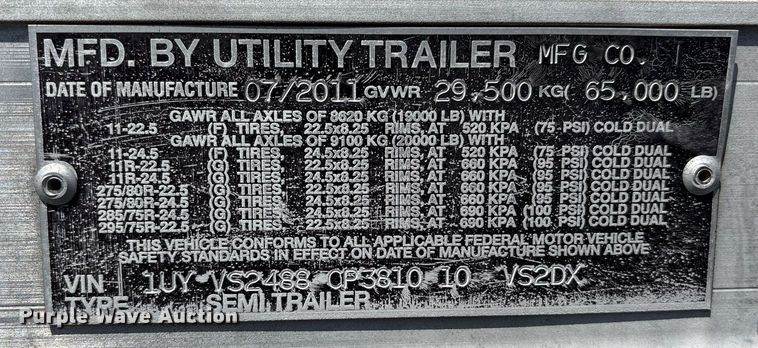 MFD. BY UTILITY TRAILER MFG CO.
DATE OF MANUFACTURE 07/2011 GVWR 29,500 KG( 65,000 LB)
GAWR ALL AXLES OF 8620 KG (19000 LB) WITH
11-22.5 (F) TIRES, 22.5x8.25 RIMS, AT 520 KPA (75 PSI) COLD DUAL
GAWR ALL AXLES OF 9100 KG (20000 LB) WITH
11-24.5 (F) TIRES, 24.5x8.25 RIMS, AT 520 KPA (75 PSI) COLD DUAL
11R-24.5 (G) TIRES, 24.5x8.25 RIMS, AT 660 KPA (95 PSI) COLD DUAL
11R-22.5 (G) TIRES, 22.5x8.25 RIMS, AT 660 KPA (95 PSI) COLD DUAL
275/80R-22.5 (G) TIRES, 22.5x8.25 RIMS, AT 660 KPA (95 PSI) COLD DUAL
275/80R-24.5 (G) TIRES, 24.5x8.25 RIMS, AT 660 KPA (95 PSI) COLD DUAL
285/75R-24.5 (G) TIRES, 24.5x8.25 RIMS, AT 690 KPA (100 PSI) COLD DUAL
295/75R-22.5 (G) TIRES, 22.5x8.25 RIMS, AT 690 KPA (100 PSI) COLD DUAL
THIS VEHICLE CONFORMS TO ALL APPLICABLE FEDERAL MOTOR VEHICLE
SAFETY STANDARDS IN EFFECT ON DATE OF MANUFACTURE SHOWN ABOVE
VIN 1UY VS2488 CP3810 10 VS2DX
TYPE SEMI TRAILER
Purple Wave Auction